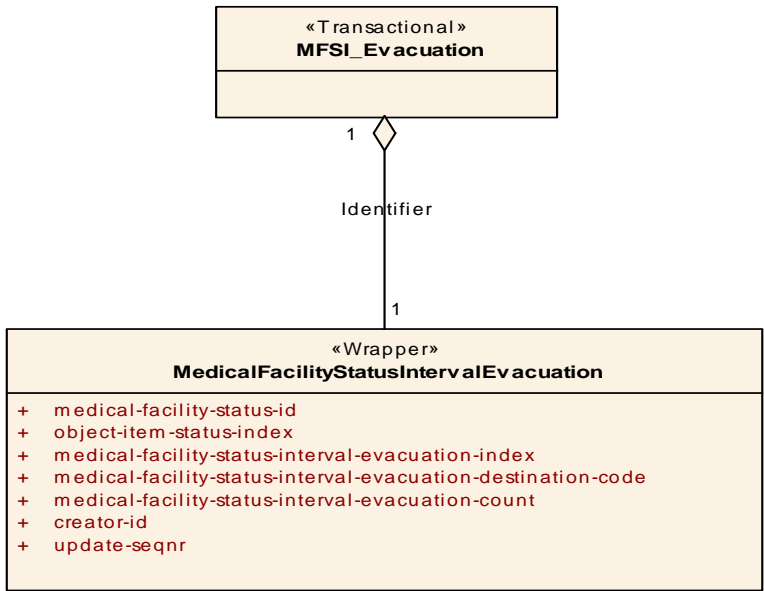 «Transactional»
MFSI_Evacuation
1
Identifier
1
«Wrapper»
MedicalFacilityStatusIntervalEvacuation
+ medical-facility-status-id
+ object-item-status-index
+ medical-facility-status-interval-evacuation-index
+ medical-facility-status-interval-evacuation-destination-code
+ medical-facility-status-interval-evacuation-count
+ creator-id
+ update-seqnr